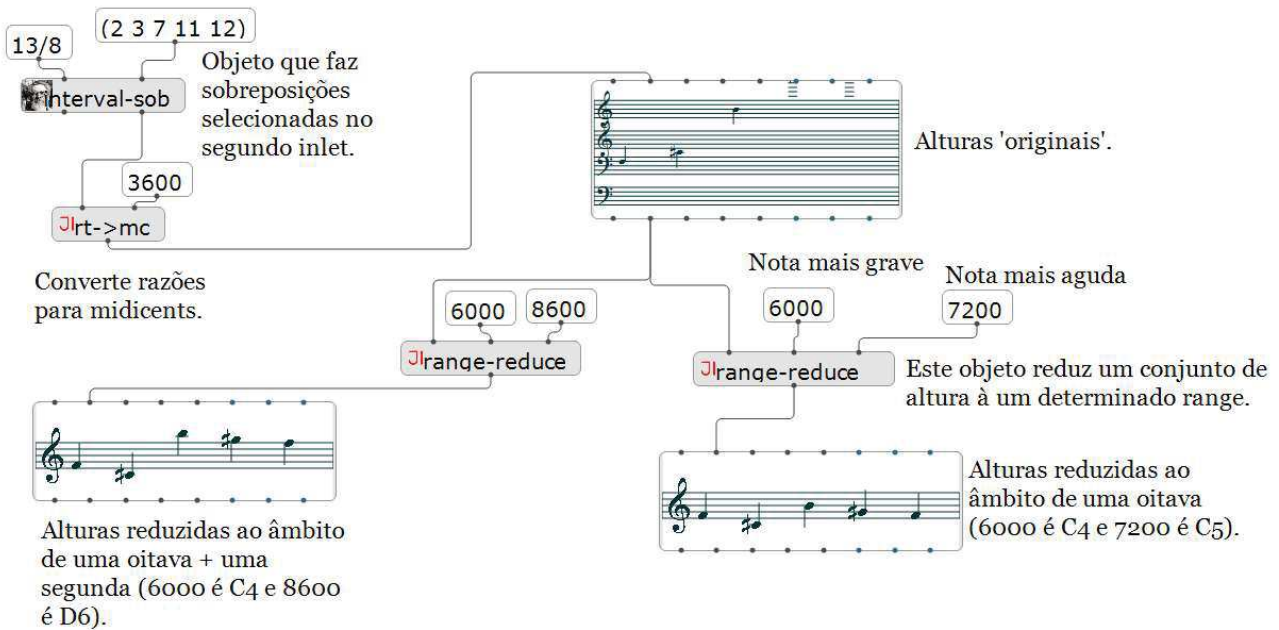 13/8
(2 3 7 11 12)
interval-sob
Objeto que faz
sobreposições
selecionadas no
segundo inlet.
3600
JI rt->mc
Converte razões
para midicents.
Alturas 'originais'.
6000
8600
JI range-reduce
Nota mais grave
6000
Nota mais aguda
7200
JI range-reduce
Este objeto reduz um conjunto de
altura à um determinado range.
Alturas reduzidas ao âmbito
de uma oitava + uma
segunda (6000 é C4 e 8600
é D6).
Alturas reduzidas ao
âmbito de uma oitava
(6000 é C4 e 7200 é C5).